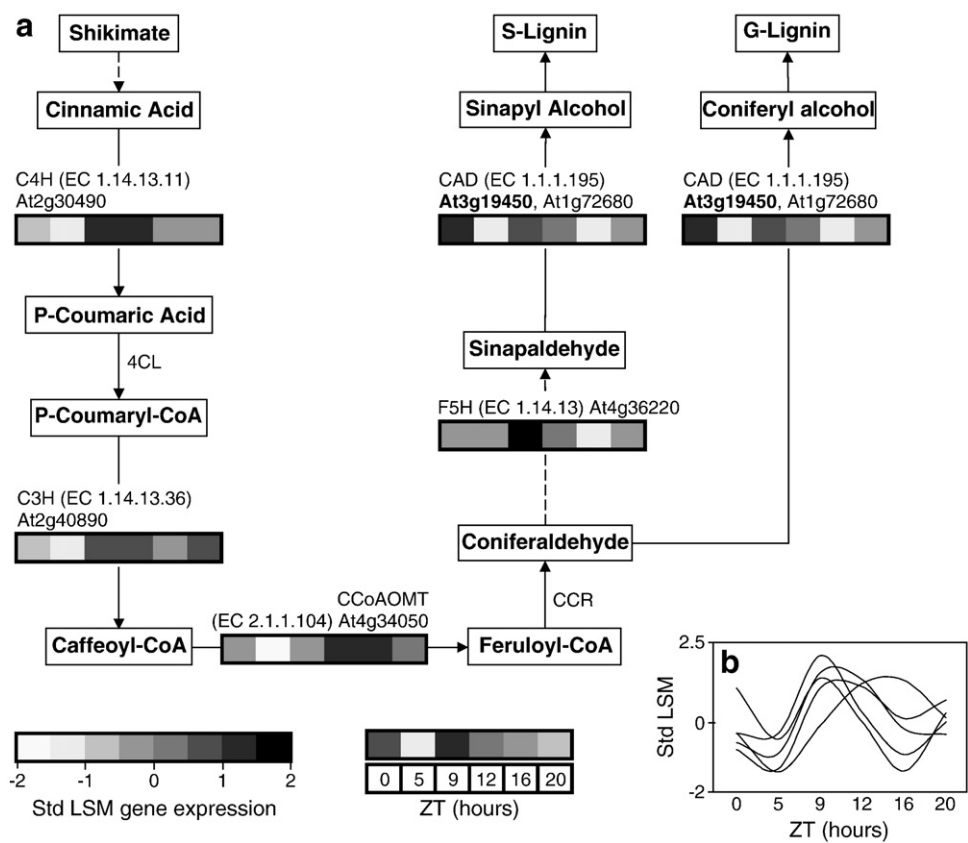 a
Shikimate
Cinnamic Acid
C4H (EC 1.14.13.11)
At2g30490
P-Coumaric Acid
4CL
P-Coumaryl-CoA
C3H (EC 1.14.13.36)
At2g40890
Caffeoyl-CoA
CCoAOMT
(EC 2.1.1.104) At4g34050
Feruloyl-CoA
CCR
Coniferaldehyde
F5H (EC 1.14.13) At4g36220
Sinapaldehyde
CAD (EC 1.1.1.195)
At3g19450, At1g72680
Sinapyl Alcohol
S-Lignin
CAD (EC 1.1.1.195)
At3g19450, At1g72680
Coniferyl alcohol
G-Lignin
-2 -1 0 1 2
Std LSM gene expression
0 5 9 12 16 20
ZT (hours)
b
2.5
0
-2
Std LSM
0 5 9 12 16 20
ZT (hours)